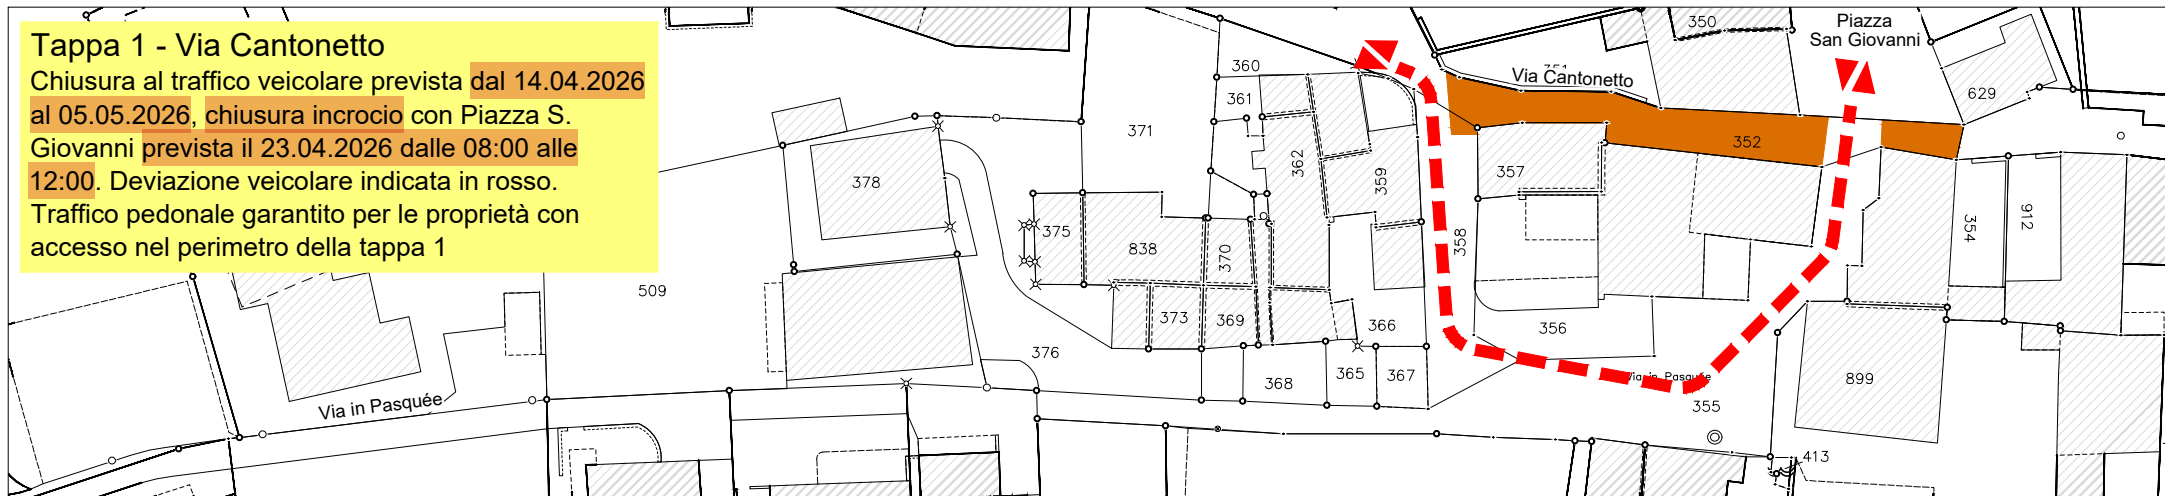 Tappa 1 - Via Cantonetto
Chiusura al traffico veicolare prevista dal 14.04.2026
al 05.05.2026, chiusura incrocio con Piazza S.
Giovanni prevista il 23.04.2026 dalle 08:00 alle
12:00. Deviazione veicolare indicata in rosso.
Traffico pedonale garantito per le proprietà con
accesso nel perimetro della tappa 1
350
Piazza
San Giovanni
360
Via Cantonetto
361
629
371
362
352
357
359
378
354
912
375
838
370
358
509
373
369
366
356
376
368
365
367
899
Via in Pasquée
355
413